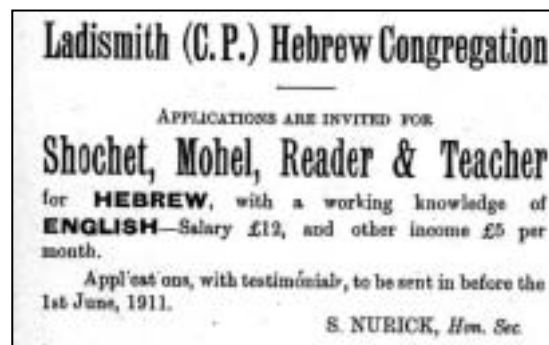 Ladismith (C.P.) Hebrew Congregation
APPLICATIONS ARE INVITED FOR
Shochet, Mohel, Reader & Teacher
for HEBREW, with a working knowledge of
ENGLISH—Salary £12, and other income £5 per
month.
Appl'cat'ons, with testimonials, to be sent in before the
1st June, 1911.
S. NURICK, Hon. Sec.